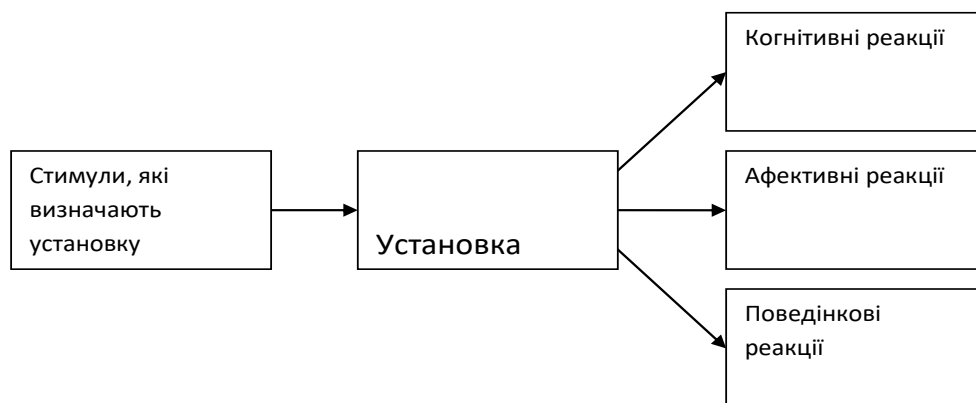 Когнітивні реакції
Стимули, які
визначають
установку
Установка
Афективні реакції
Поведінкові
реакції